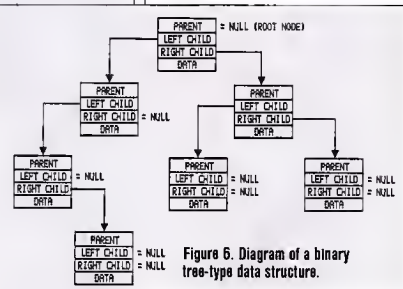 PARENT = NULL (ROOT NODE)
LEFT CHILD
RIGHT CHILD
DATA
PARENT
LEFT CHILD
RIGHT CHILD = NULL
DATA
PARENT
LEFT CHILD
RIGHT CHILD
DATA
PARENT
LEFT CHILD = NULL
RIGHT CHILD
DATA
PARENT
LEFT CHILD = NULL
RIGHT CHILD = NULL
DATA
PARENT
LEFT CHILD = NULL
RIGHT CHILD = NULL
DATA
PARENT
LEFT CHILD = NULL
RIGHT CHILD = NULL
DATA
Figure 6. Diagram of a binary
tree-type data structure.